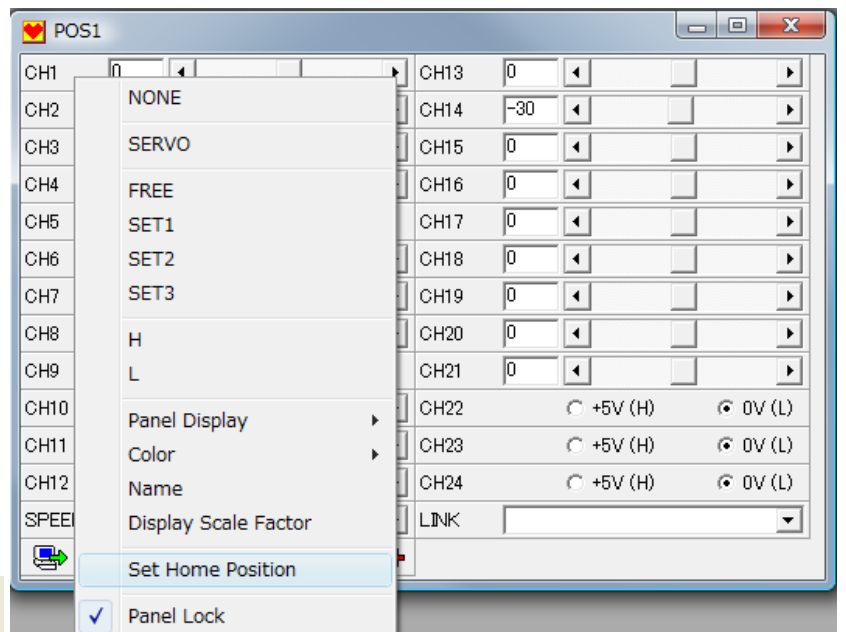 POS1
CH1 0
CH2
CH3
CH4
CH5
CH6
CH7
CH8
CH9
CH10
CH11
CH12
NONE
SERVO
FREE
SET1
SET2
SET3
H
L
Panel Display
Color
Name
Display Scale Factor
Set Home Position
Panel Lock
CH13 0
CH14 -30
CH15 0
CH16 0
CH17 0
CH18 0
CH19 0
CH20 0
CH21 0
CH22 +5V (H) 0V (L)
CH23 +5V (H) 0V (L)
CH24 +5V (H) 0V (L)
LINK